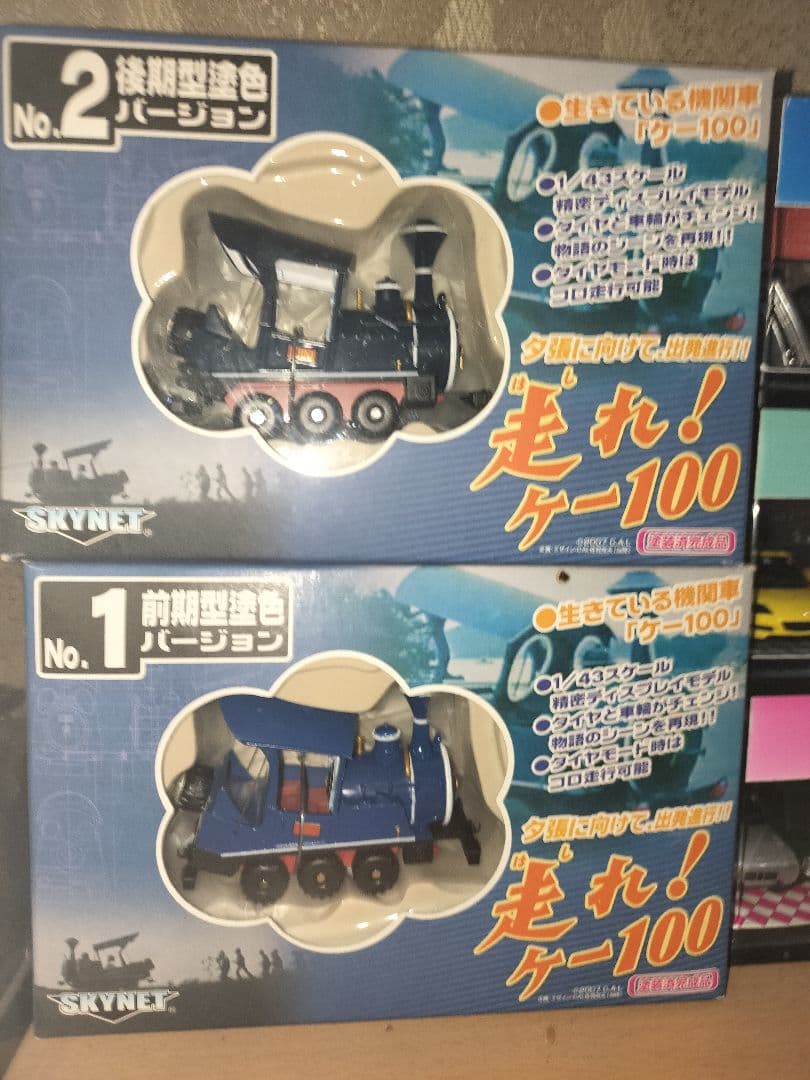 No.2
後期型塗色
バージョン
●生きている機関車
「ケー100」
●1/43スケール
精密ディスプレイモデル
●タイヤと車輪がチェンジ!
物語のシーンを再現!!
●タイヤモード時は
コロ走行可能
夕張に向けて、出発進行!!
はし
走れ!
ケー100
SKYNET
©2007 C.A.L
塗装済完成品
No.1
前期型塗色
バージョン
●生きている機関車
「ケー100」
●1/43スケール
精密ディスプレイモデル
●タイヤと車輪がチェンジ!
物語のシーンを再現!!
●タイヤモード時は
コロ走行可能
夕張に向けて、出発進行!!
はし
走れ!
ケー100
SKYNET
©2007 C.A.L
塗装済完成品